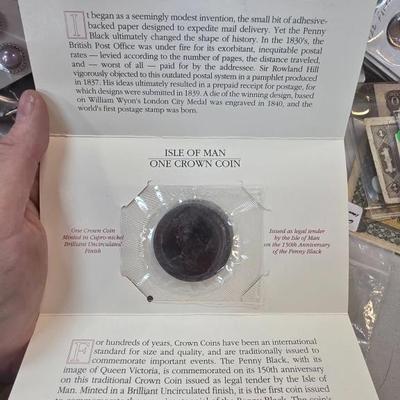 It began as a seemingly modest invention, the small bit of adhesive-
backed paper designed to expedite mail delivery. Yet the Penny
Black ultimately changed the shape of history. In the 1830's, the
British Post Office was under fire for its exorbitant, inequitable postal
rates — levied according to the number of pages, the distance traveled,
and — worst of all — paid for by the addressee. Sir Rowland Hill
vigorously objected to this outdated postal system in a pamphlet produced
in 1837. His ideas ultimately resulted in a prepaid receipt for postage, for
which designs were submitted in 1839. A die of the winning design, based
on William Wyon's London City Medal was engraved in 1840, and the
world's first postage stamp was born.
ISLE OF MAN
ONE CROWN COIN
One Crown Coin
Minted in Cupro-nickel
Brilliant Uncirculated
Finish
Issued as legal tender
by the Isle of Man
on the 150th Anniversary
of the Penny Black
For hundreds of years, Crown Coins have been an international
standard for size and quality, and are traditionally issued to
commemorate important events. The Penny Black, with its
image of Queen Victoria, is commemorated on its 150th anniversary
on this traditional Crown Coin issued as legal tender by the Isle of
Man. Minted in a Brilliant Uncirculated finish, it is the first coin issued